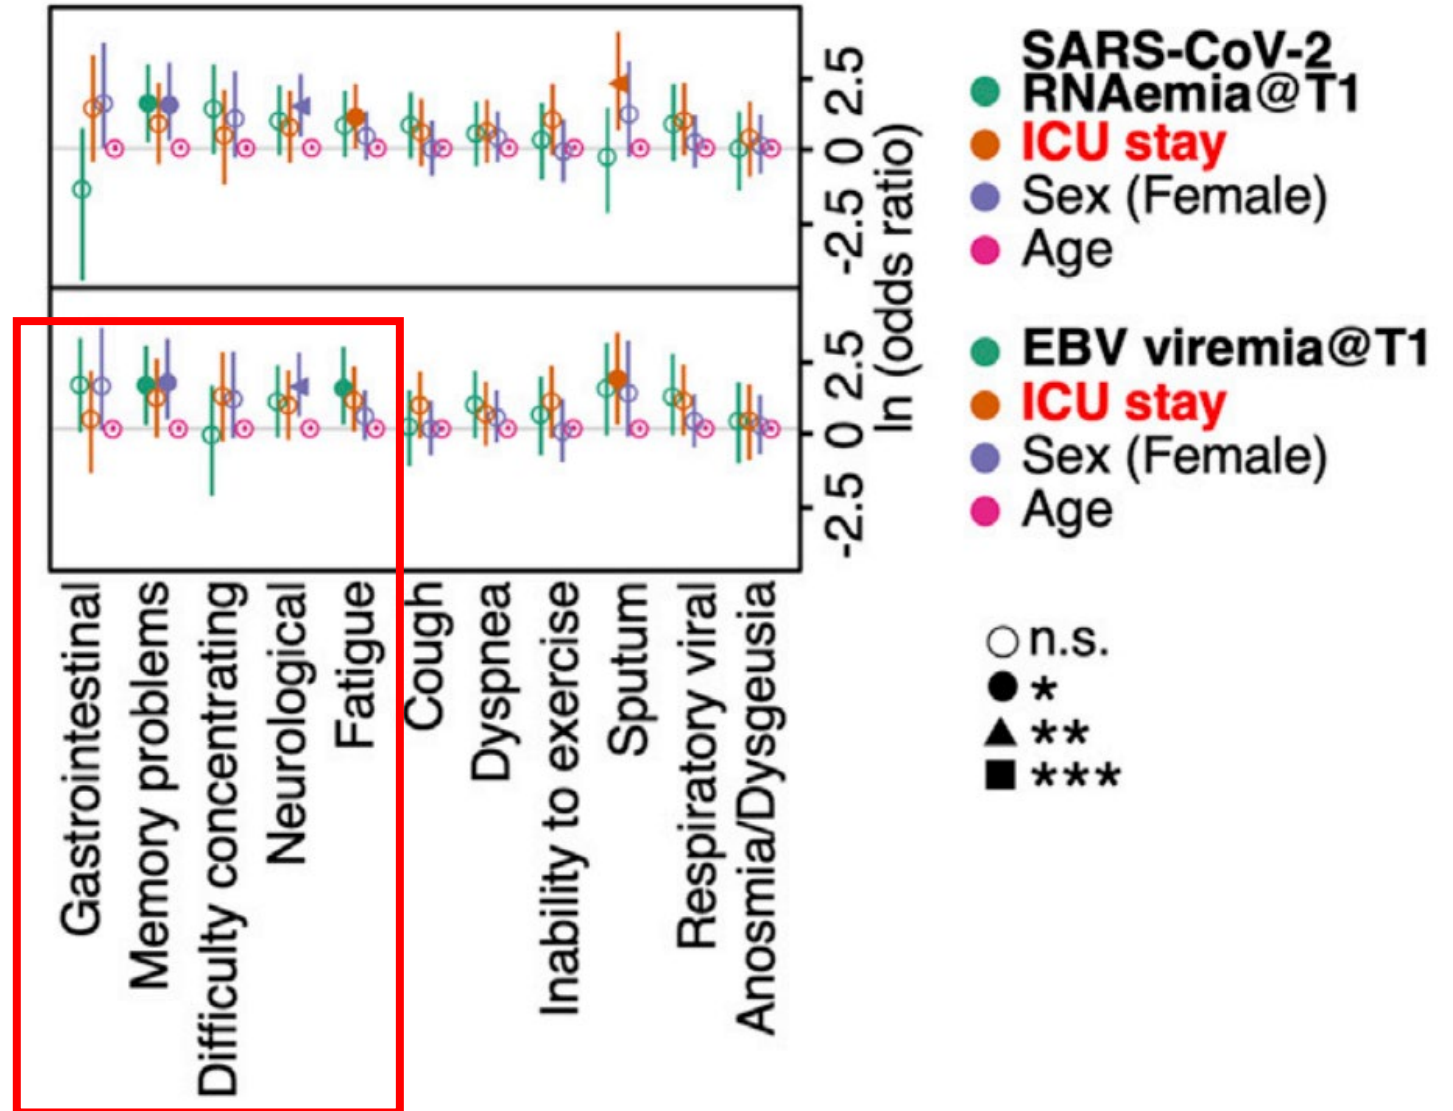 2.5
0
-2.5
2.5
0
-2.5
ln (odds ratio)
SARS-CoV-2
RNAemia@T1
ICU stay
Sex (Female)
Age
EBV viremia@T1
ICU stay
Sex (Female)
Age
n.s.
*
**
***
Gastrointestinal
Memory problems
Difficulty concentrating
Neurological
Fatigue
Cough
Dyspnea
Inability to exercise
Sputum
Respiratory viral
Anosmia/Dysgeusia